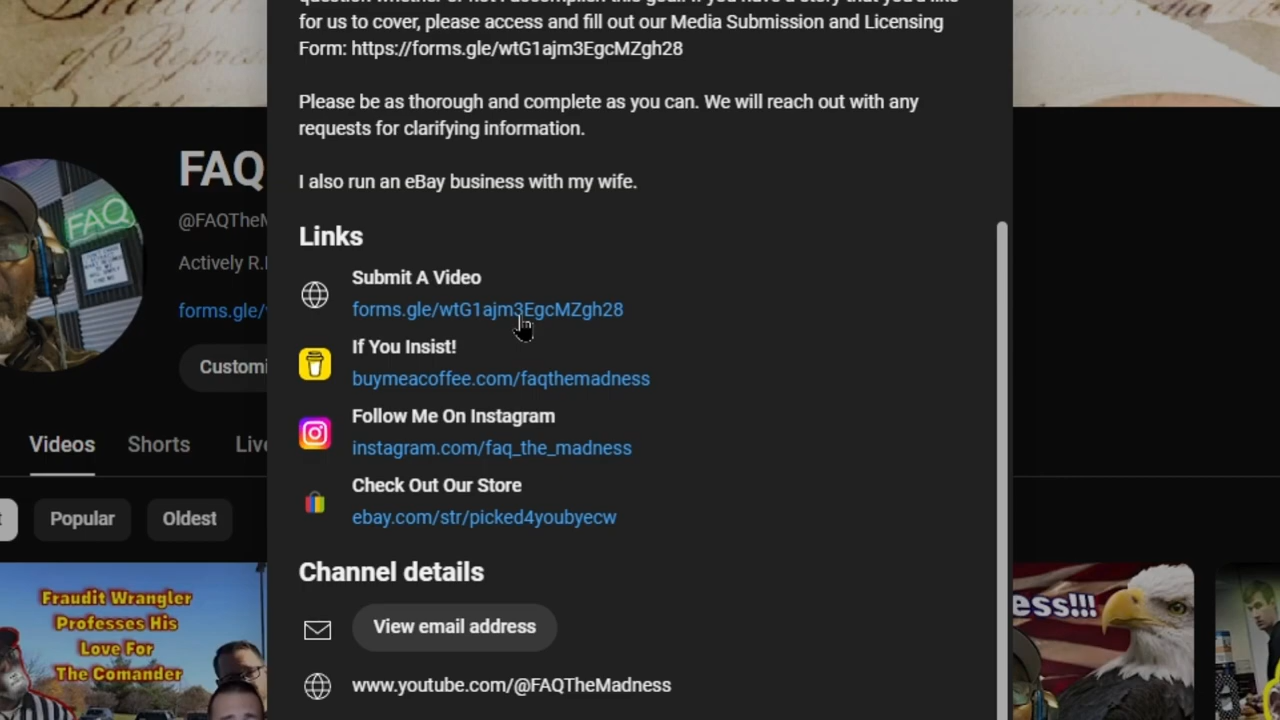 for us to cover, please access and fill out our Media Submission and Licensing
Form: https://forms.gle/wtG1ajm3EgcMZgh28
Please be as thorough and complete as you can. We will reach out with any
requests for clarifying information.
I also run an eBay business with my wife.
Links
Submit A Video
forms.gle/wtG1ajm3EgcMZgh28
If You Insist!
buymeacoffee.com/faqthemadness
Follow Me On Instagram
instagram.com/faq_the_madness
Check Out Our Store
ebay.com/str/picked4youbyecw
Channel details
View email address
www.youtube.com/@FAQTheMadness
FAQ
FAQ
@FAQTheM
Actively R.
forms.gle/
Customi
Videos
Shorts
Live
Popular
Oldest
Fraudit Wrangler
Professes His
Love For
The Comander
ess!!!